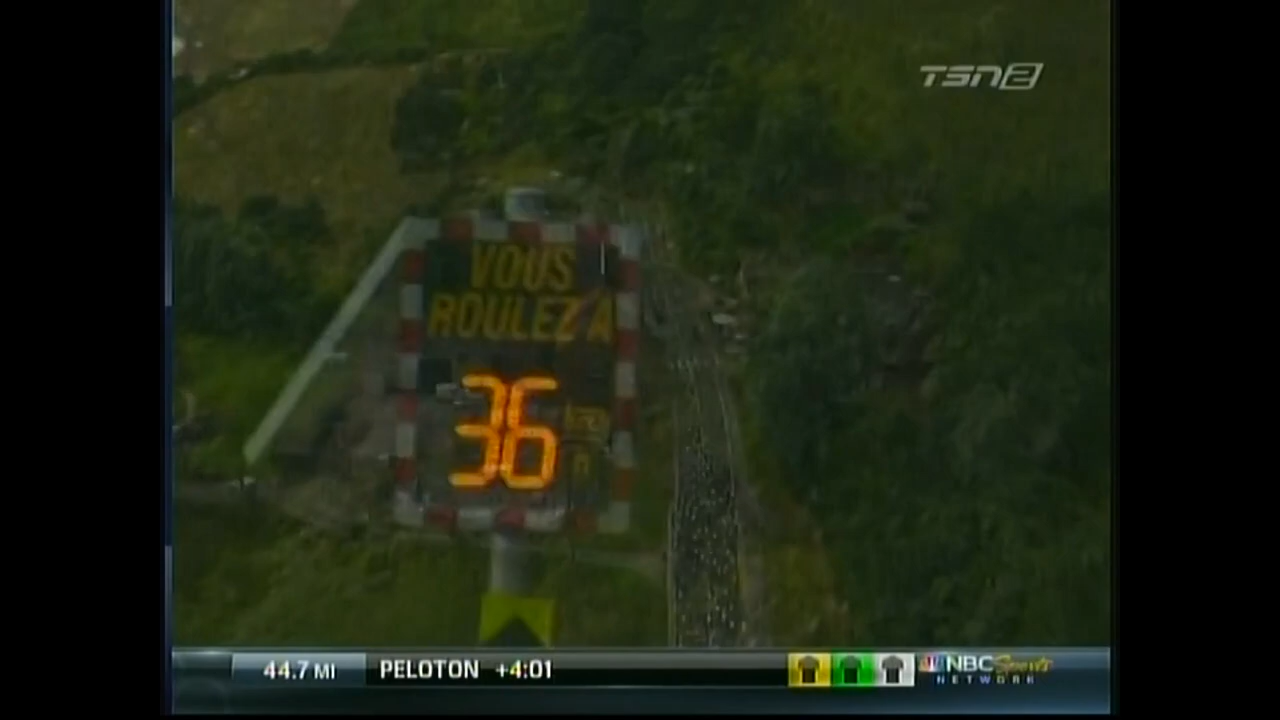 TSN2
VOUS
ROULEZ A
36
44.7 MI PELOTON +4:01
NBC Sports
NETWORK